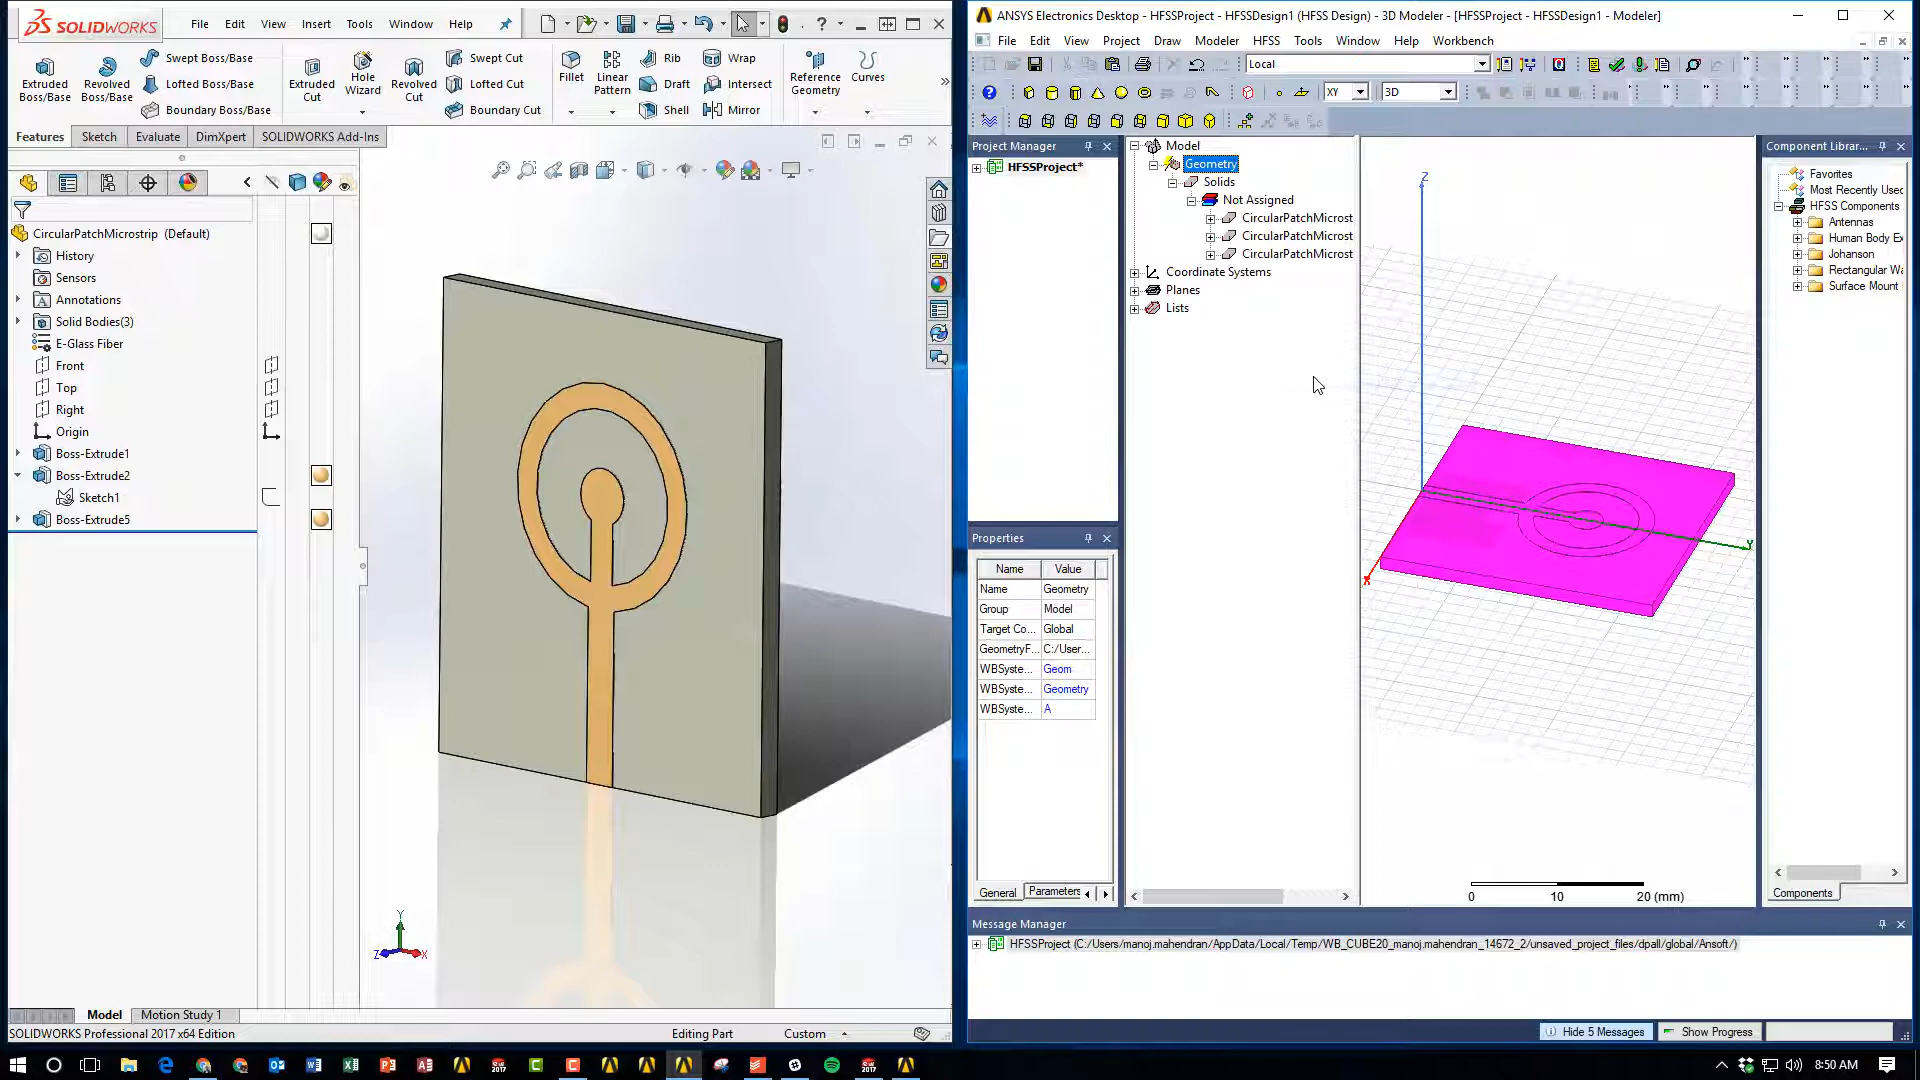 SOLIDWORKS
File Edit View Insert Tools Window Help
Extruded Boss/Base
Revolved Boss/Base
Swept Boss/Base
Lofted Boss/Base
Boundary Boss/Base
Extruded Cut
Hole Wizard
Revolved Cut
Swept Cut
Lofted Cut
Boundary Cut
Fillet
Linear Pattern
Rib
Draft
Shell
Wrap
Intersect
Mirror
Reference Geometry
Curves
Features Sketch Evaluate DimXpert SOLIDWORKS Add-Ins
CircularPatchMicrostrip (Default)
History
Sensors
Annotations
Solid Bodies(3)
E-Glass Fiber
Front
Top
Right
Origin
Boss-Extrude1
Boss-Extrude2
Sketch1
Boss-Extrude5
Y
Z
X
Model Motion Study 1
SOLIDWORKS Professional 2017 x64 Edition
Editing Part
Custom
ANSYS Electronics Desktop - HFSSProject - HFSSDesign1 (HFSS Design) - 3D Modeler - [HFSSProject - HFSSDesign1 - Modeler]
File Edit View Project Draw Modeler HFSS Tools Window Help Workbench
Local
XY
3D
Project Manager
HFSSProject*
Model
Geometry
Solids
Not Assigned
CircularPatchMicrost
CircularPatchMicrost
CircularPatchMicrost
Coordinate Systems
Planes
Lists
Properties
Name Value
Name Geometry
Group Model
Target Co... Global
GeometryF... C:/User...
WBSyste... Geom
WBSyste... Geometry
WBSyste... A
General Parameters
Z
Y
X
0 10 20 (mm)
Component Librar...
Favorites
Most Recently Used
HFSS Components
Antennas
Human Body Ex
Johanson
Rectangular Wa
Surface Mount
Components
Message Manager
HFSSProject (C:/Users/manoj.mahendran/AppData/Local/Temp/WB_CUBE20_manoj.mahendran_14672_2/unsaved_project_files/dpall/global/Ansoft/)
Hide 5 Messages
Show Progress
8:50 AM